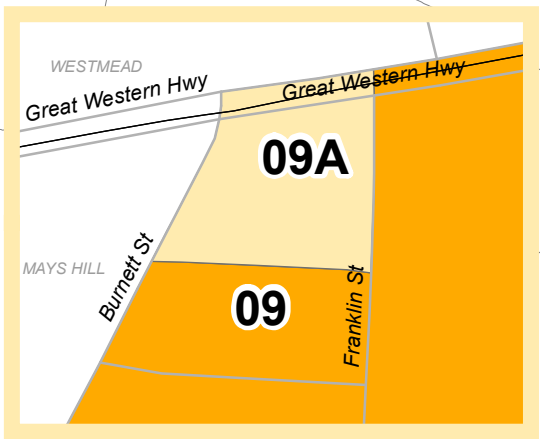 WESTMEAD
Great Western Hwy
Great Western Hwy
09A
MAYS HILL
Burnett St
09
Franklin St